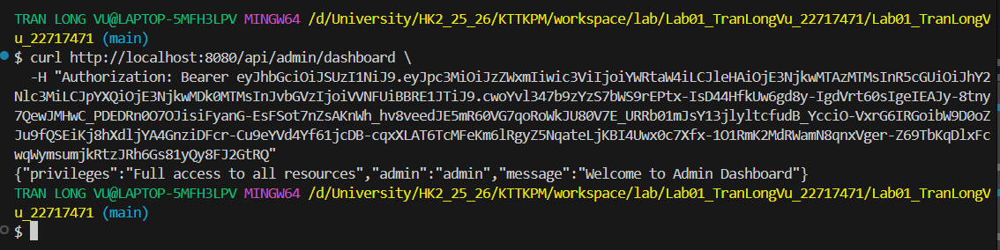 TRAN LONG VU@LAPTOP-5MFH3LPV MINGW64 /d/University/HK2_25_26/KTTKPM/workspace/lab/Lab01_TranLongVu_22717471/Lab01_TranLongV
u_22717471 (main)
$ curl http://localhost:8080/api/admin/dashboard \
  -H "Authorization: Bearer eyJhbGciOiJSUzI1NiJ9.eyJpc3MiOiJzZWxmIiwic3ViIjoiYWRtaW4iLCJleHAiOjE3NjkwMTAzMTMsInR5cGUiOiJhY2
Nlc3MiLCJpYXQiOjE3NjkwMDk0MTMsInJvbGVzIjoiVVNFUiBBRE1JTiJ9.cwoYvl347b9zYzS7bWS9rEPtx-IsD44HfkUw6gd8y-IgdVrt60sIgeIEAJy-8tny
7QewJMHwC_PDEDRn0O7OJisiFyanG-EsFSot7nZsAKnWh_hv8veedJE5mR60VG7qoRoWkJU80V7E_URRb01mJsY13jlyltcfudB_YcciO-VxrG6IRGoibW9D0oZ
Ju9fQSEiKj8hXdljYA4GnziDFcr-Cu9eYVd4Yf61jcDB-cqxXLAT6TcMFeKm6lRgyZ5NqateLjKBI4Uwx0c7Xfx-1O1RmK2MdRWamN8qnxVger-Z69TbKqDlxFc
wqWymsumjkRtzJRh6Gs81yQy8FJ2GtRQ"
{"privileges":"Full access to all resources","admin":"admin","message":"Welcome to Admin Dashboard"}
TRAN LONG VU@LAPTOP-5MFH3LPV MINGW64 /d/University/HK2_25_26/KTTKPM/workspace/lab/Lab01_TranLongVu_22717471/Lab01_TranLongV
u_22717471 (main)
$